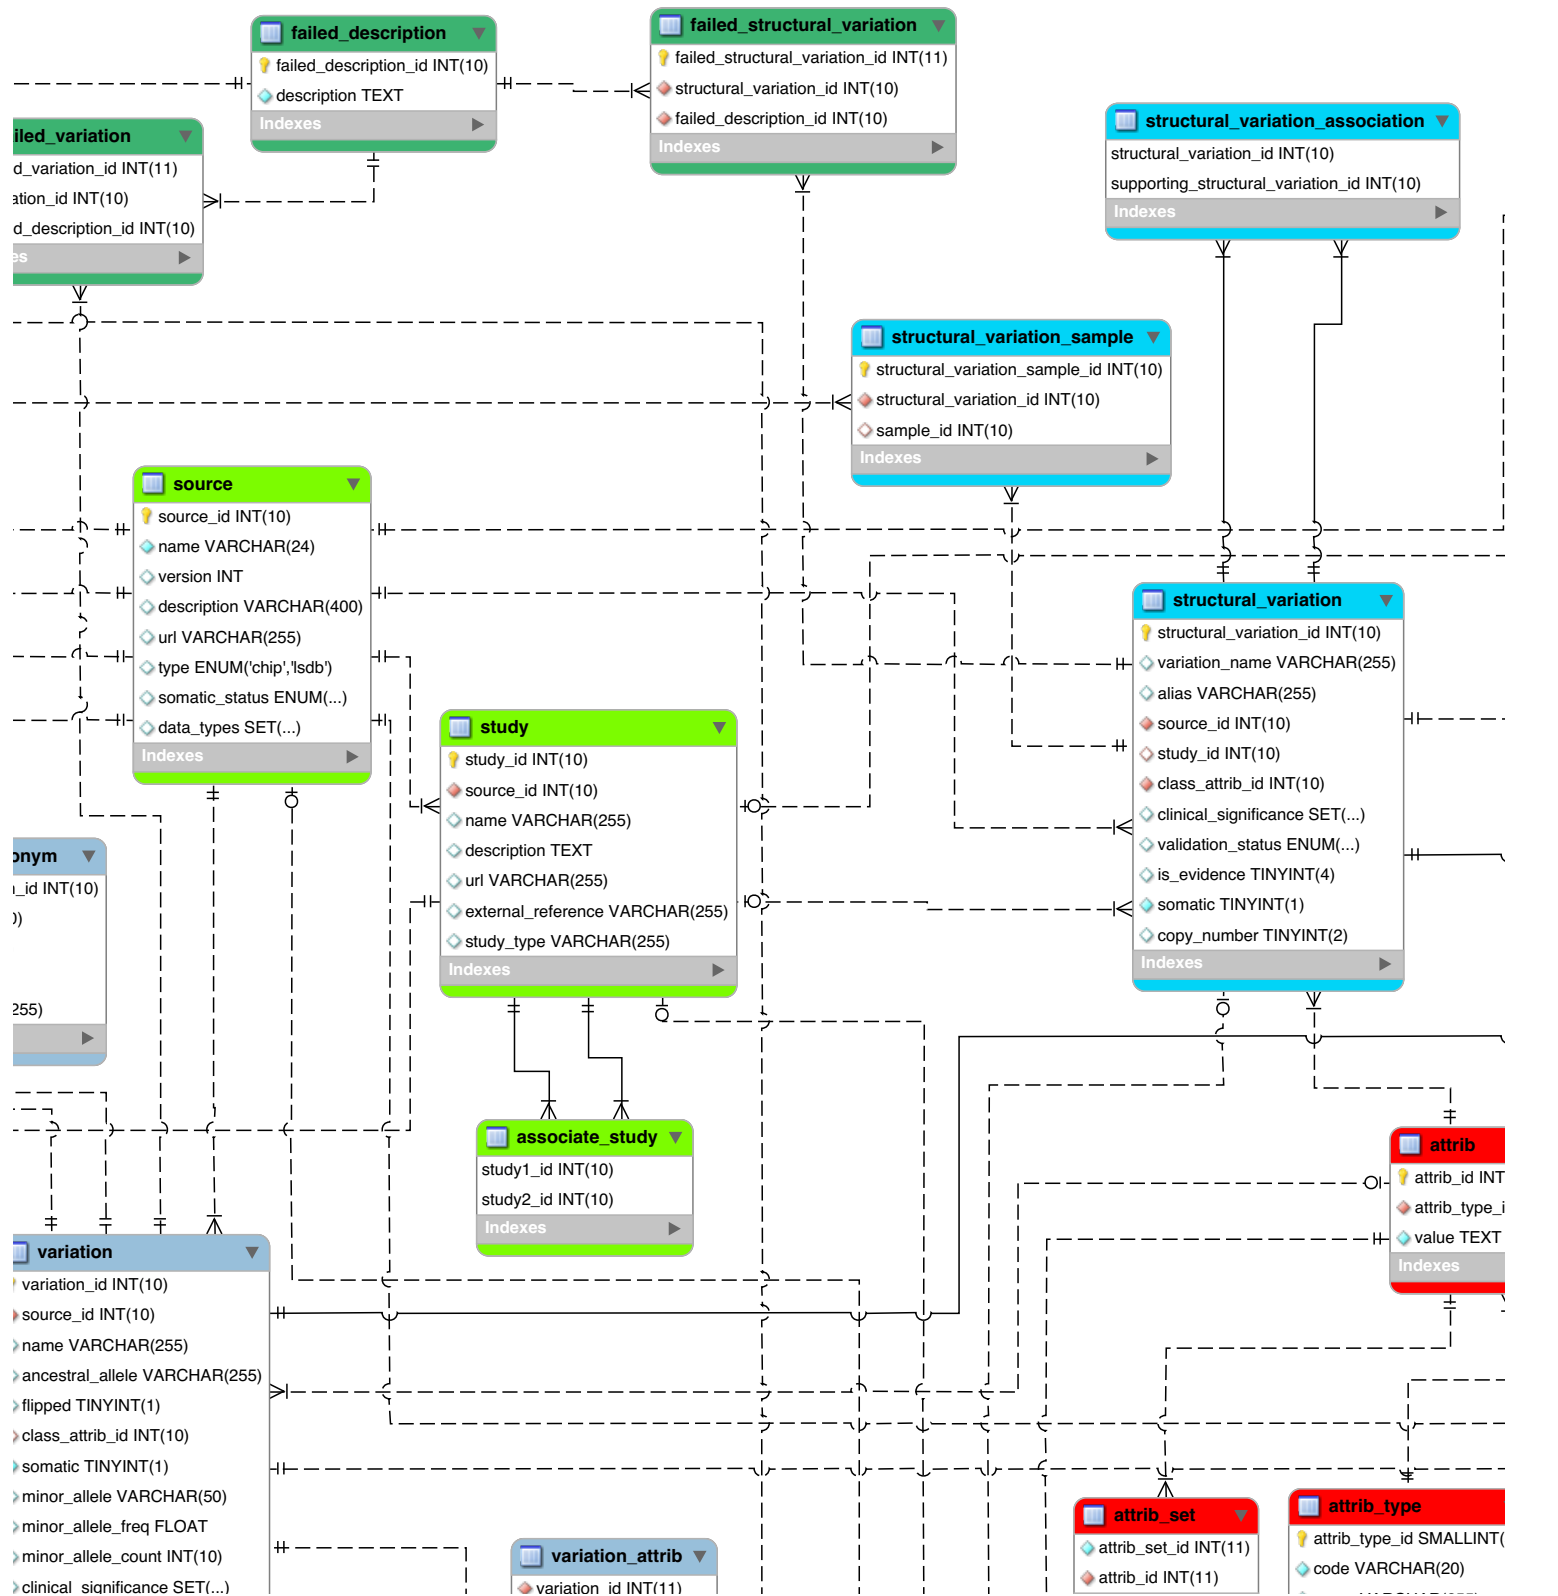 failed_description
failed_description_id INT(10)
description TEXT
Indexes
failed_structural_variation
failed_structural_variation_id INT(11)
structural_variation_id INT(10)
failed_description_id INT(10)
Indexes
structural_variation_association
structural_variation_id INT(10)
supporting_structural_variation_id INT(10)
Indexes
iled_variation
d_variation_id INT(11)
ation_id INT(10)
d_description_id INT(10)
es
structural_variation_sample
structural_variation_sample_id INT(10)
structural_variation_id INT(10)
sample_id INT(10)
Indexes
source
source_id INT(10)
name VARCHAR(24)
version INT
description VARCHAR(400)
url VARCHAR(255)
type ENUM('chip','lsdb')
somatic_status ENUM(...)
data_types SET(...)
Indexes
structural_variation
structural_variation_id INT(10)
variation_name VARCHAR(255)
alias VARCHAR(255)
source_id INT(10)
study_id INT(10)
class_attrib_id INT(10)
clinical_significance SET(...)
validation_status ENUM(...)
is_evidence TINYINT(4)
somatic TINYINT(1)
copy_number TINYINT(2)
Indexes
study
study_id INT(10)
source_id INT(10)
name VARCHAR(255)
description TEXT
url VARCHAR(255)
external_reference VARCHAR(255)
study_type VARCHAR(255)
Indexes
onym
_id INT(10)
0)
255)
associate_study
study1_id INT(10)
study2_id INT(10)
Indexes
attrib
attrib_id INT
attrib_type_i
value TEXT
Indexes
variation
variation_id INT(10)
source_id INT(10)
name VARCHAR(255)
ancestral_allele VARCHAR(255)
flipped TINYINT(1)
class_attrib_id INT(10)
somatic TINYINT(1)
minor_allele VARCHAR(50)
minor_allele_freq FLOAT
minor_allele_count INT(10)
clinical_significance SET(...)
variation_attrib
variation_id INT(11)
attrib_set
attrib_set_id INT(11)
attrib_id INT(11)
attrib_type
attrib_type_id SMALLINT(
code VARCHAR(20)